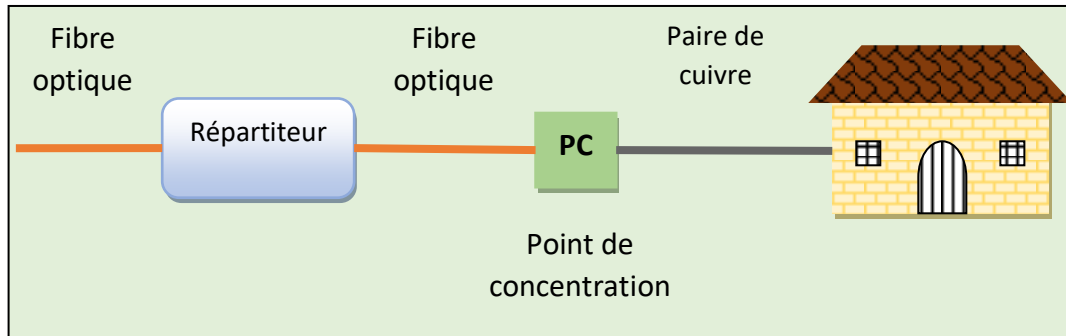 Fibre
optique
Fibre
optique
Paire de
cuivre
Répartiteur
PC
Point de
concentration